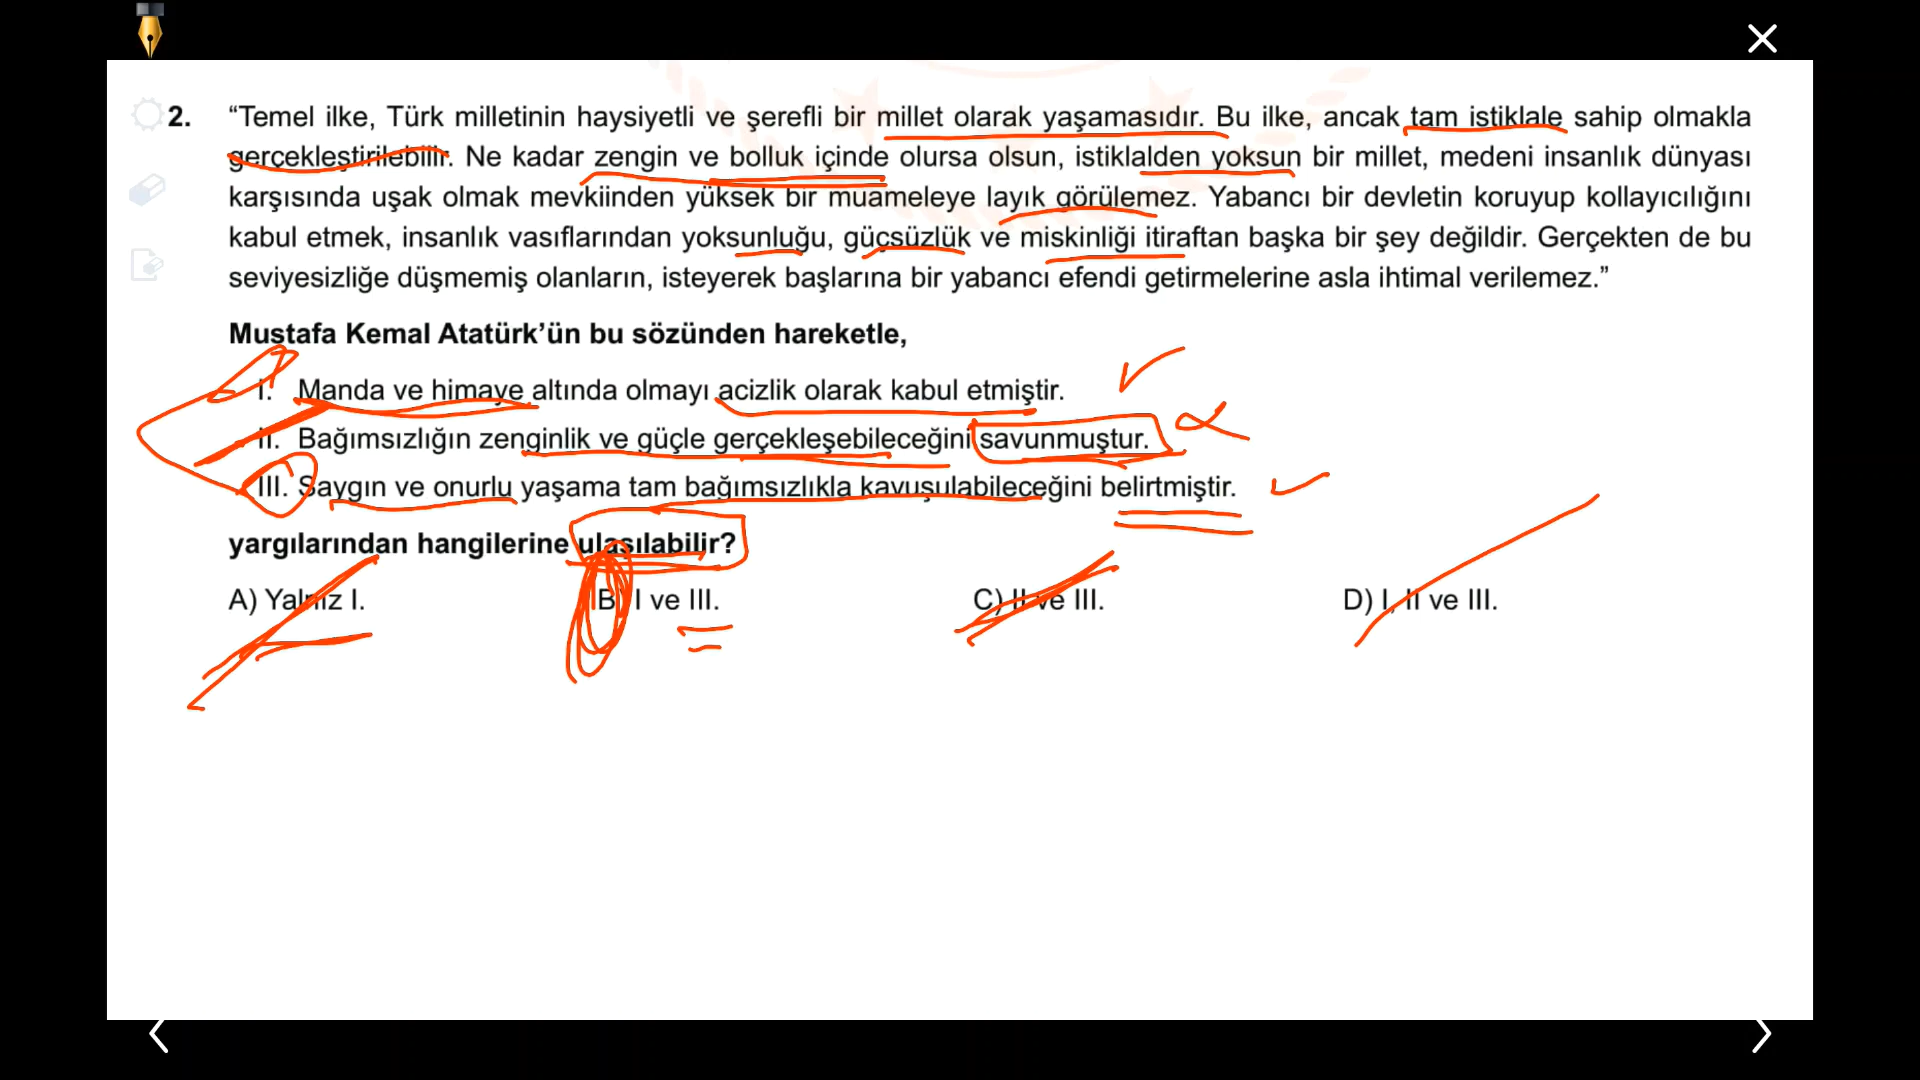 2. “Temel ilke, Türk milletinin haysiyetli ve şerefli bir millet olarak yaşamasıdır. Bu ilke, ancak tam istiklale sahip olmakla
gerçekleştirilebilir. Ne kadar zengin ve bolluk içinde olursa olsun, istiklalden yoksun bir millet, medeni insanlık dünyası
karşısında uşak olmak mevkiinden yüksek bir muameleye layık görülemez. Yabancı bir devletin koruyup kollayıcılığını
kabul etmek, insanlık vasıflarından yoksunluğu, güçsüzlük ve miskinliği itiraftan başka bir şey değildir. Gerçekten de bu
seviyesizliğe düşmemiş olanların, isteyerek başlarına bir yabancı efendi getirmelerine asla ihtimal verilemez.”
Mustafa Kemal Atatürk’ün bu sözünden hareketle,
I. Manda ve himaye altında olmayı acizlik olarak kabul etmiştir.
II. Bağımsızlığın zenginlik ve güçle gerçekleşebileceğini savunmuştur.
III. Saygın ve onurlu yaşama tam bağımsızlıkla kavuşulabileceğini belirtmiştir.
yargılarından hangilerine ulaşılabilir?
A) Yalnız I. B) I ve III. C) II ve III. D) I, II ve III.